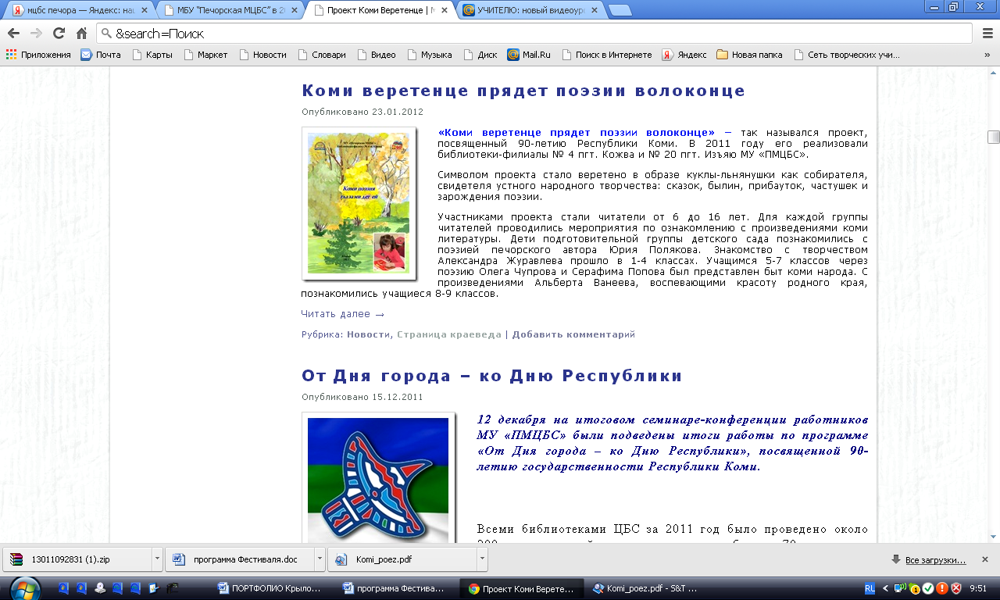 мцбс печора — Яндекс: наш
МБУ "Печорская МЦБС" в 20
Проект Коми Веретенце | М
УЧИТЕЛЮ: новый видеоуро
&search=Поиск
Приложения Почта Карты Маркет Новости Словари Видео Музыка Диск Mail.Ru Поиск в Интернете Яндекс Новая папка Сеть творческих учи... »
Коми веретенце прядет поэзии волоконце
Опубликовано 23.01.2012
«Коми веретенце прядет поэзии волоконце» – так назывался проект,
посвященный 90-летию Республики Коми. В 2011 году его реализовали
библиотеки-филиалы № 4 пгт. Кожва и № 20 пгт. Изъяю МУ «ПМЦБС».
Символом проекта стало веретено в образе куклы-льнянушки как собирателя,
свидетеля устного народного творчества: сказок, былин, прибауток, частушек и
зарождения поэзии.
Участниками проекта стали читатели от 6 до 16 лет. Для каждой группы
читателей проводились мероприятия по ознакомлению с произведениями коми
литературы. Дети подготовительной группы детского сада познакомились с
поэзией печорского автора Юрия Полякова. Знакомство с творчеством
Александра Журавлева прошло в 1-4 классах. Учащимся 5-7 классов через
поэзию Олега Чупрова и Серафима Попова был представлен быт коми народа. С
произведениями Альберта Ванеева, воспевающими красоту родного края,
познакомились учащиеся 8-9 классов.
Коми поэзия
глазами детей
Читать далее →
Рубрика: Новости, Страница краеведа | Добавить комментарий
От Дня города – ко Дню Республики
Опубликовано 15.12.2011
12 декабря на итоговом семинаре-конференции работников
МУ «ПМЦБС» были подведены итоги работы по программе
«От Дня города – ко Дню Республики», посвященной 90-
летию государственности Республики Коми.
Всеми библиотеками ЦБС за 2011 год было проведено около
13011092831 (1).zip
программа Фестиваля.doc
Komi_poez.pdf
Все загрузки...
ПОРТФОЛИО Крыло...
программа Фестива...
Проект Коми Верете...
Komi_poez.pdf - S&T ...
RL
9:51